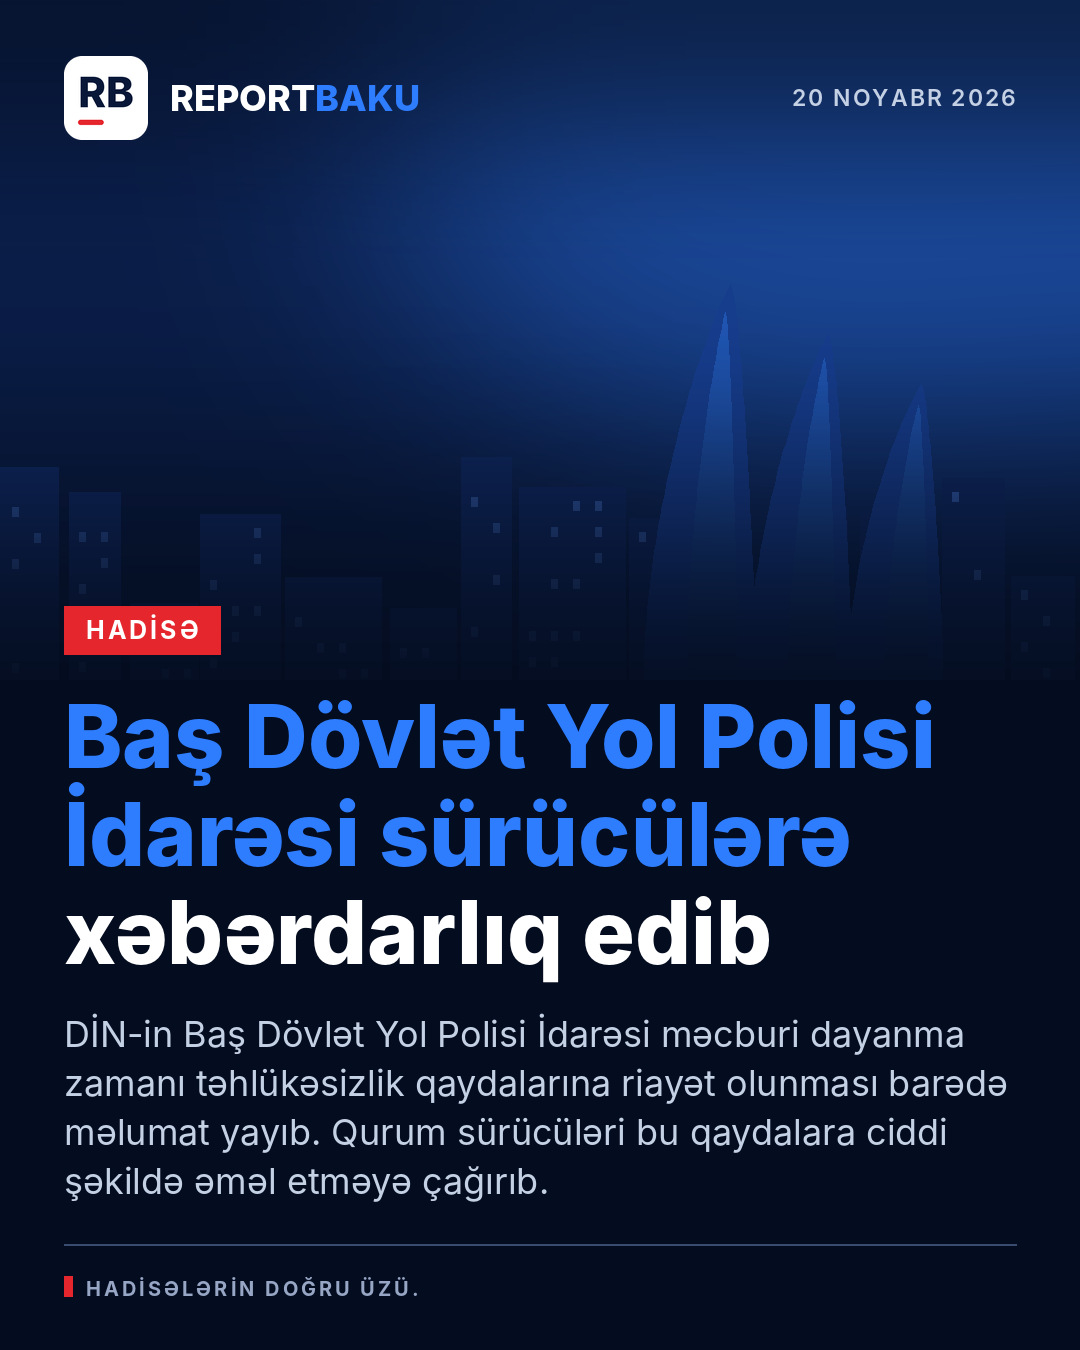 RB
REPORTBAKU
20 NOYABR 2026
HADİSƏ
Baş Dövlət Yol Polisi
İdarəsi sürücülərə
xəbərdarlıq edib
DİN-in Baş Dövlət Yol Polisi İdarəsi məcburi dayanma
zamanı təhlükəsizlik qaydalarına riayət olunması barədə
məlumat yayıb. Qurum sürücüləri bu qaydalara ciddi
şəkildə əməl etməyə çağırıb.
HADİSƏLƏRİN DOĞRU ÜZÜ.